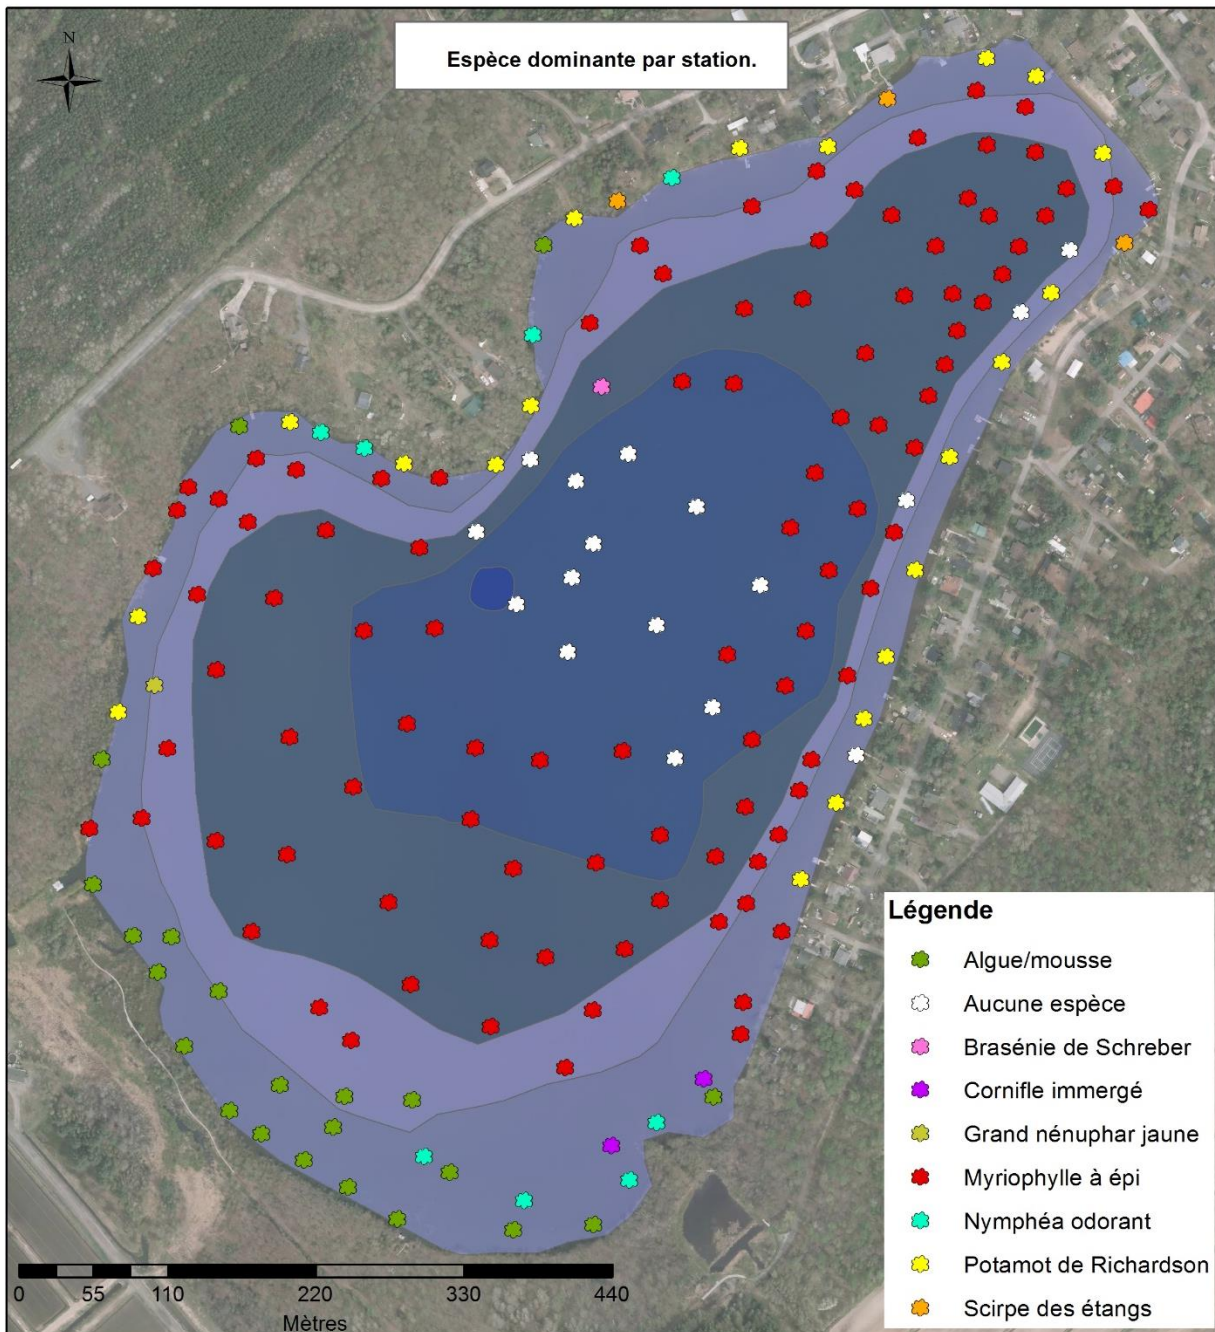 N
Espèce dominante par station.
Légende
Algue/mousse
Aucune espèce
Brasénie de Schreber
Cornifle immergé
Grand nénuphar jaune
Myriophylle à épi
Nymphéa odorant
Potamot de Richardson
Scirpe des étangs
0 55 110 220 330 440
Mètres